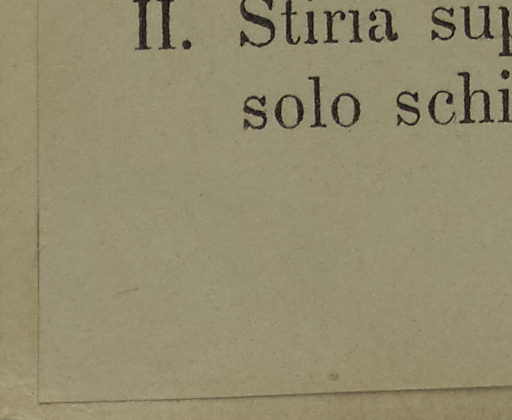 II. Stiria sup
solo schi